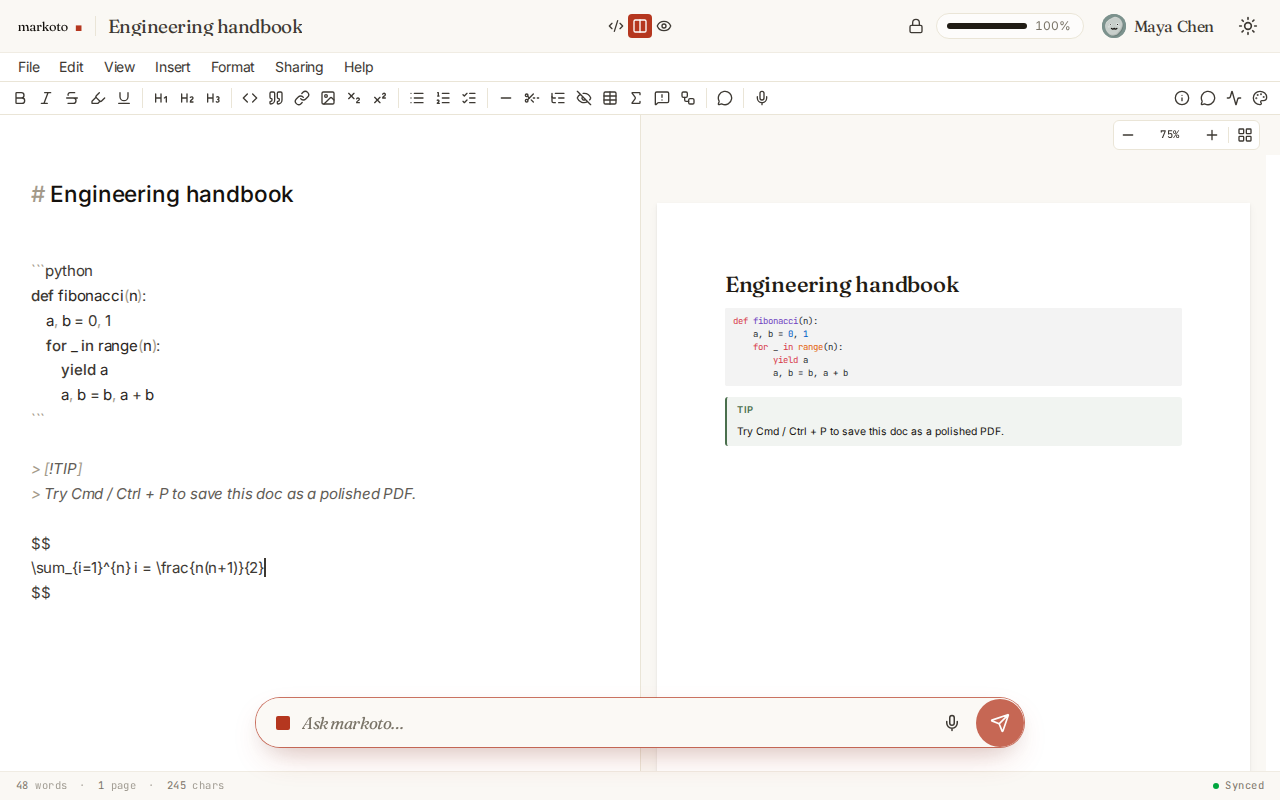 markoto
Engineering handbook
100%
Maya Chen
File Edit View Insert Format Sharing Help
H1 H2 H3
75%
# Engineering handbook
```python
def fibonacci(n):
    a, b = 0, 1
    for _ in range(n):
        yield a
        a, b = b, a + b
```
> [!TIP]
> Try Cmd / Ctrl + P to save this doc as a polished PDF.
$$
\sum_{i=1}^{n} i = \frac{n(n+1)}{2}
$$
Engineering handbook
def fibonacci(n):
    a, b = 0, 1
    for _ in range(n):
        yield a
        a, b = b, a + b
TIP
Try Cmd / Ctrl + P to save this doc as a polished PDF.
Ask markoto...
48 words · 1 page · 245 chars
Synced